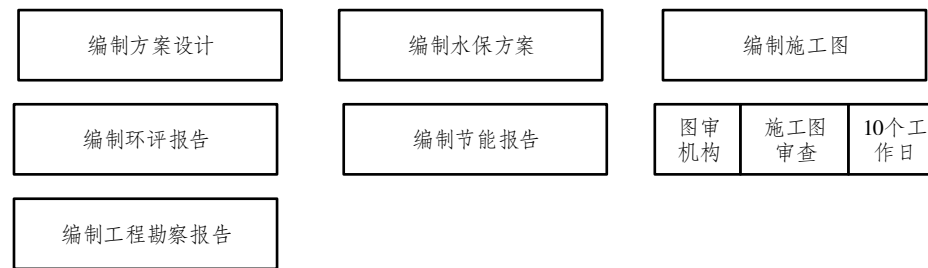 编制方案设计
编制水保方案
编制施工图
编制环评报告
编制节能报告
图审
机构
施工图
审查
10个工
作日
编制工程勘察报告